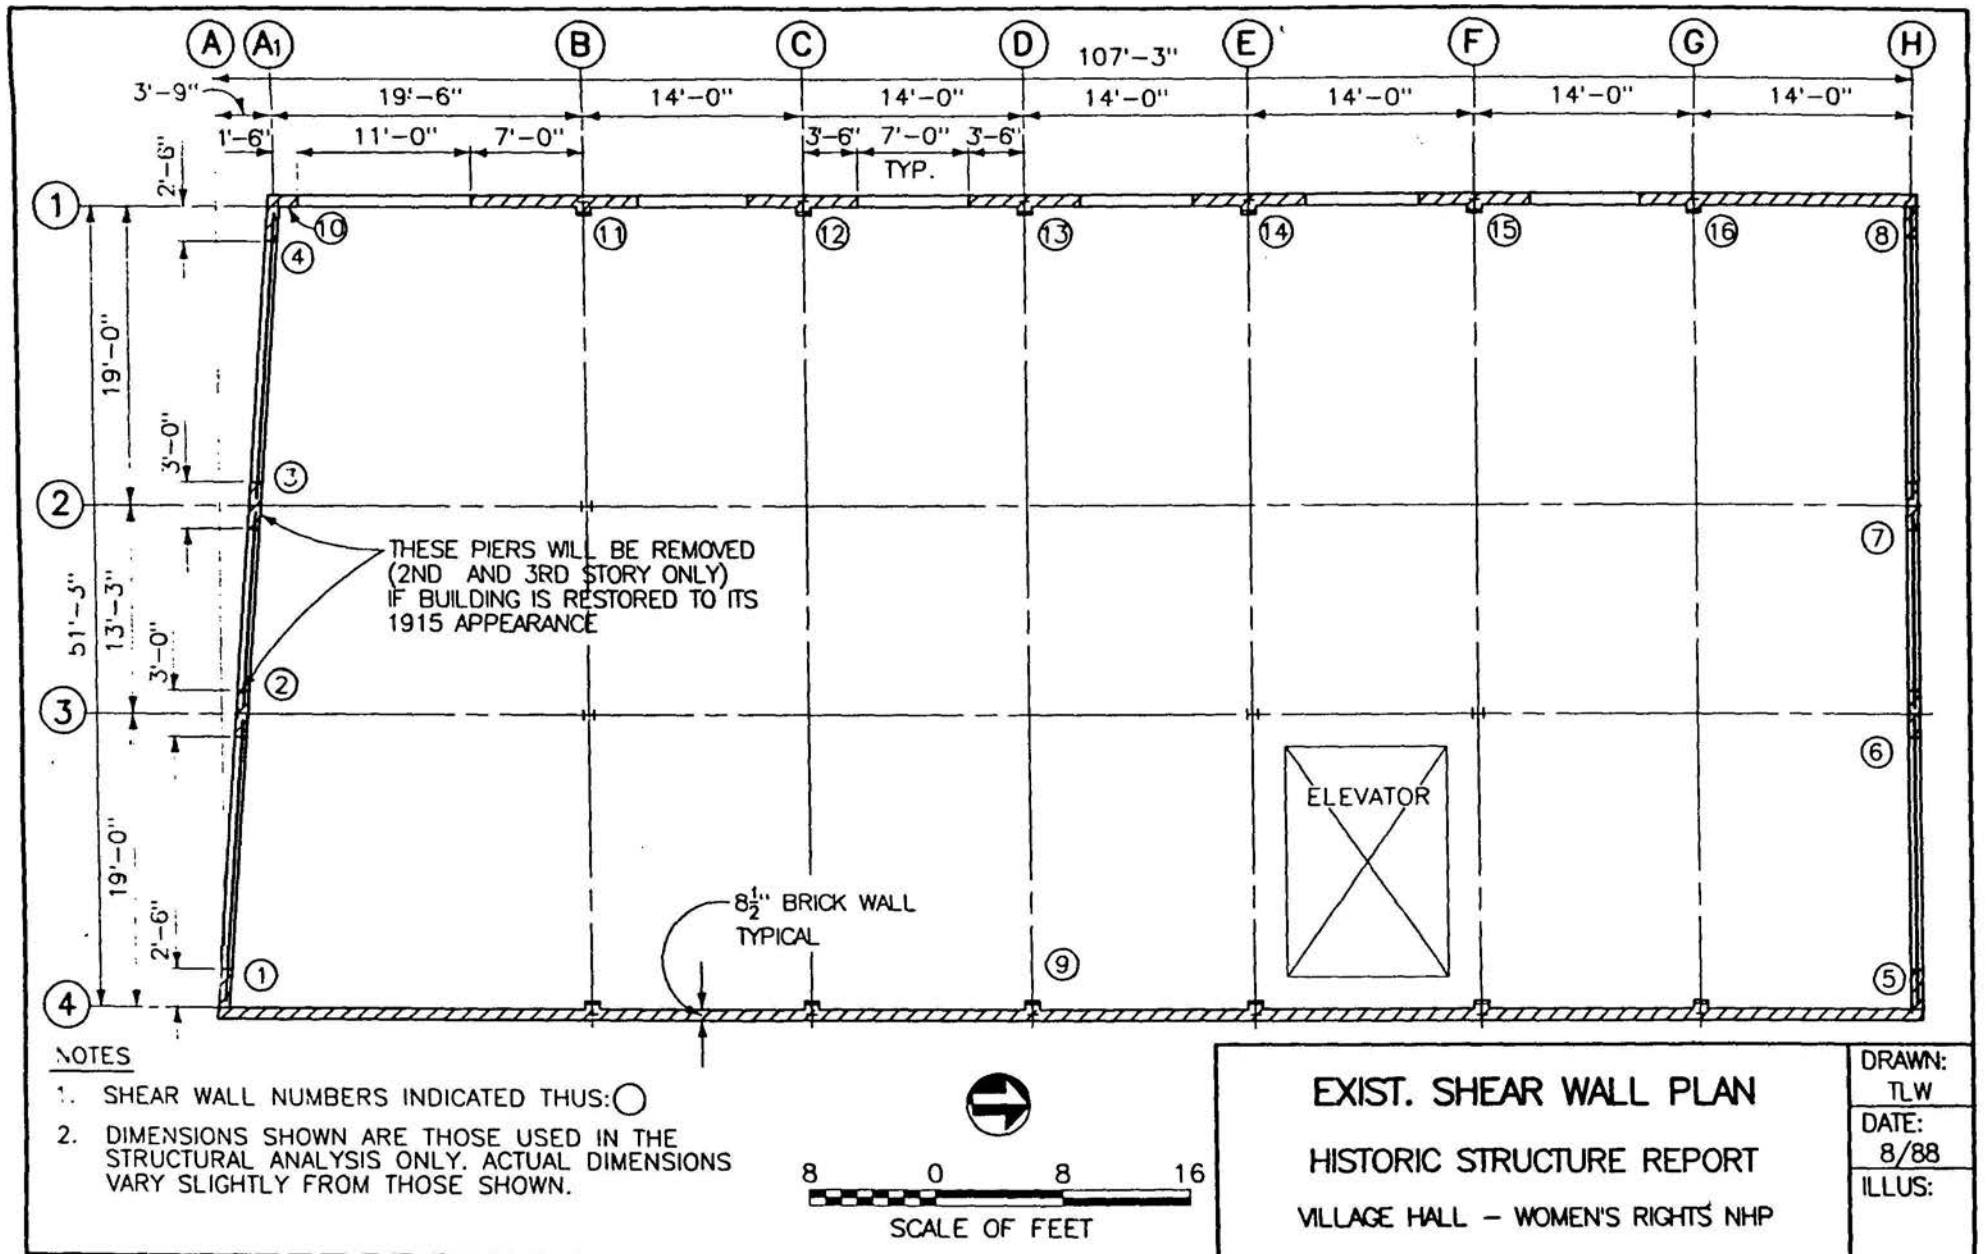 A A1 B C D E F G H
107'-3"
3'-9" 19'-6" 14'-0" 14'-0" 14'-0" 14'-0" 14'-0" 14'-0"
1'-6" 11'-0" 7'-0" 3'-6" 7'-0" 3'-6"
TYP.
2'-6"
1
10 11 12 13 14 15 16 8
4
19'-0"
3'-0"
3
2
7
THESE PIERS WILL BE REMOVED
(2ND AND 3RD STORY ONLY)
IF BUILDING IS RESTORED TO ITS
1915 APPEARANCE
51'-3"
13'-3"
3'-0"
2
3
6
ELEVATOR
19'-0"
8½" BRICK WALL
TYPICAL
2'-6"
1
9
5
4
NOTES
1. SHEAR WALL NUMBERS INDICATED THUS:
2. DIMENSIONS SHOWN ARE THOSE USED IN THE
STRUCTURAL ANALYSIS ONLY. ACTUAL DIMENSIONS
VARY SLIGHTLY FROM THOSE SHOWN.
8 0 8 16
SCALE OF FEET
EXIST. SHEAR WALL PLAN
HISTORIC STRUCTURE REPORT
VILLAGE HALL – WOMEN'S RIGHTS NHP
DRAWN:
TLW
DATE:
8/88
ILLUS: